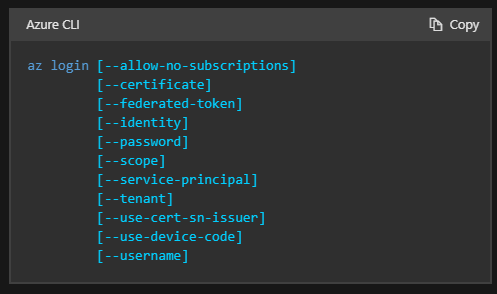 Azure CLI
Copy
az login [--allow-no-subscriptions]
[--certificate]
[--federated-token]
[--identity]
[--password]
[--scope]
[--service-principal]
[--tenant]
[--use-cert-sn-issuer]
[--use-device-code]
[--username]